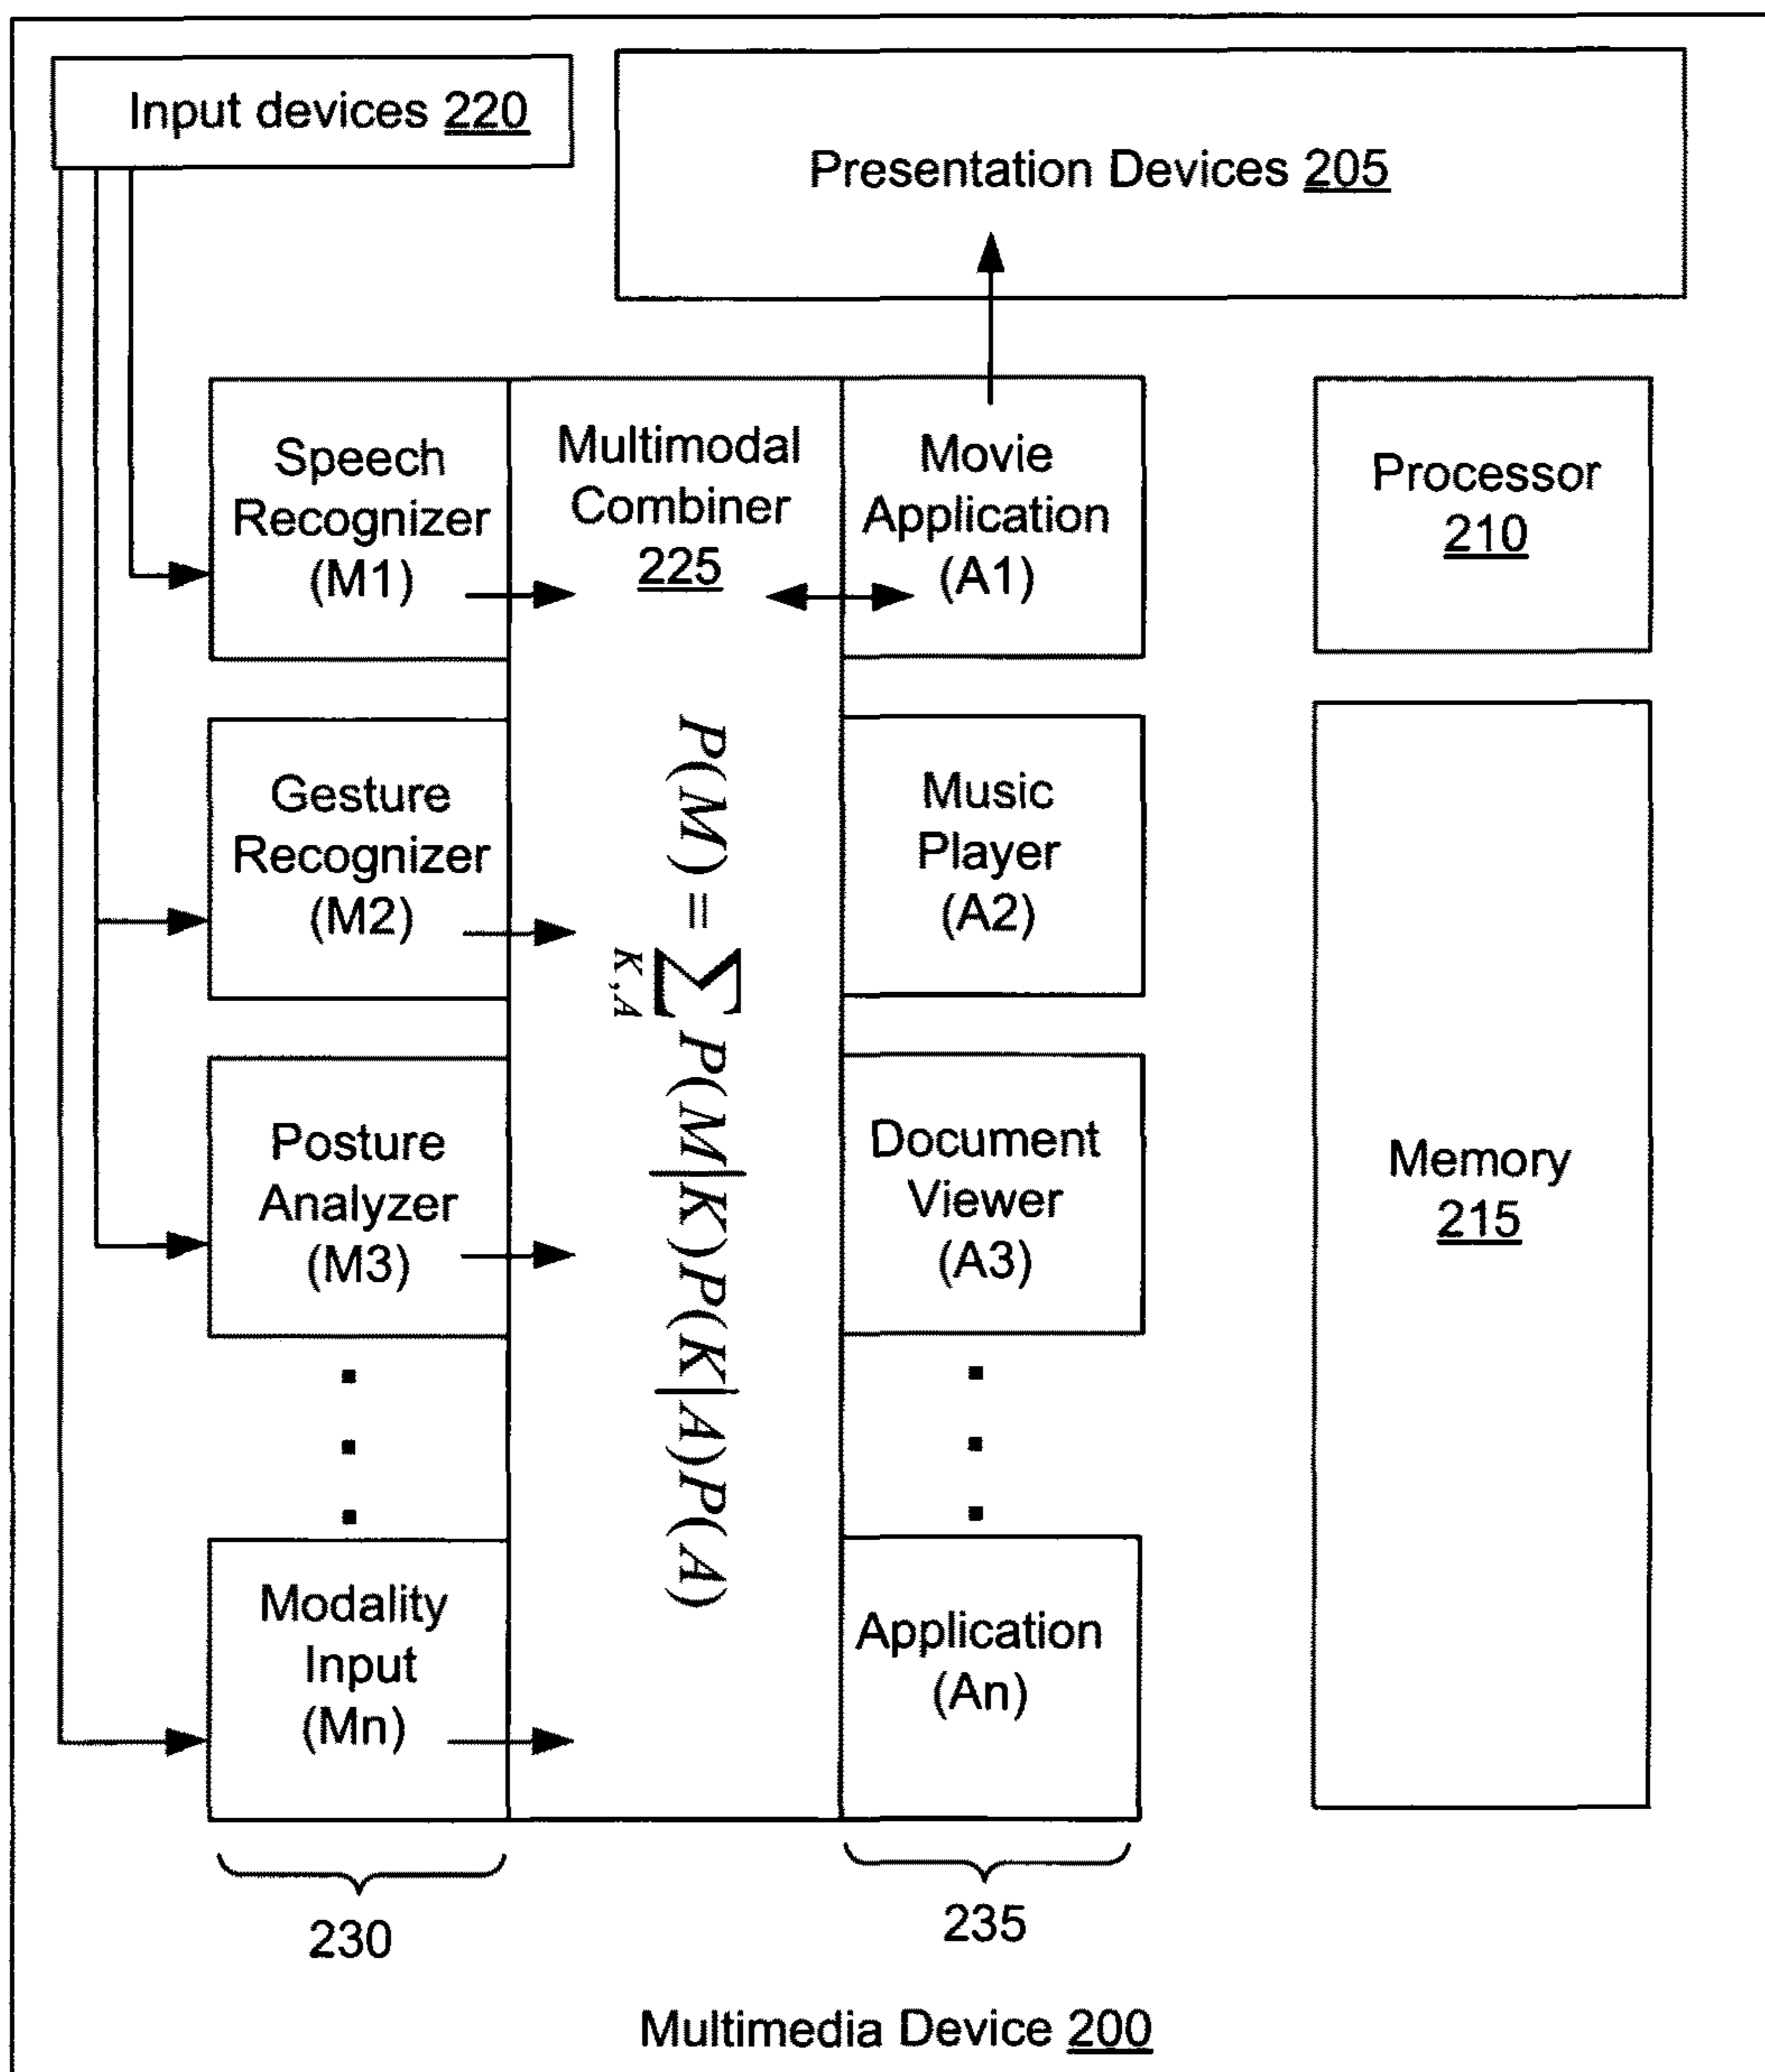 Input devices 220
Presentation Devices 205
Speech
Recognizer
(M1)
Multimodal
Combiner
225
Movie
Application
(A1)
Processor
210
Gesture
Recognizer
(M2)
P(M) = ∑ P(M|K)P(K|A)P(A)
K,A
Music
Player
(A2)
Posture
Analyzer
(M3)
Document
Viewer
(A3)
Memory
215
Modality
Input
(Mn)
Application
(An)
230
235
Multimedia Device 200